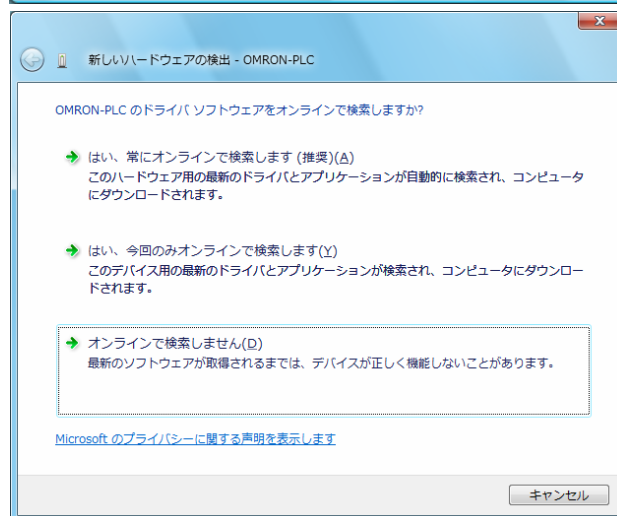 新しいハードウェアの検出 - OMRON-PLC
OMRON-PLC のドライバ ソフトウェアをオンラインで検索しますか?
はい、常にオンラインで検索します (推奨)(A)
このハードウェア用の最新のドライバとアプリケーションが自動的に検索され、コンピュータ
にダウンロードされます。
はい、今回のみオンラインで検索します(Y)
このデバイス用の最新のドライバとアプリケーションが検索され、コンピュータにダウンロー
ドされます。
オンラインで検索しません(D)
最新のソフトウェアが取得されるまでは、デバイスが正しく機能しないことがあります。
Microsoft のプライバシーに関する声明を表示します
キャンセル